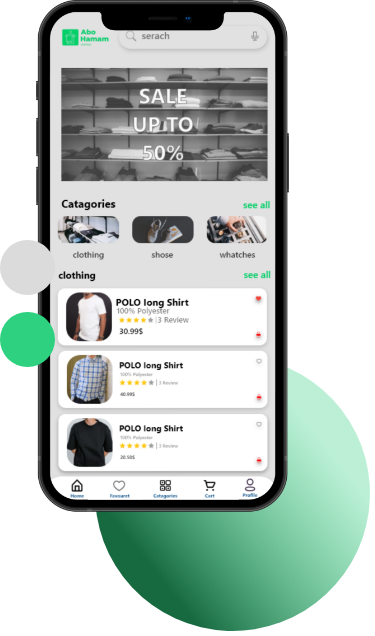 Abo
Hamam
serach
SALE
UP TO
50%
Catagories
see all
clothing
shose
whatches
clothing
see all
POLO long Shirt
100% Polyester
|3 Review
30.99$
POLO long Shirt
100% Polyester
| 3 Review
40.99$
POLO long Shirt
100% Polyester
| 3 Review
20.50$
Home
Favouret
Categories
Cart
Profile